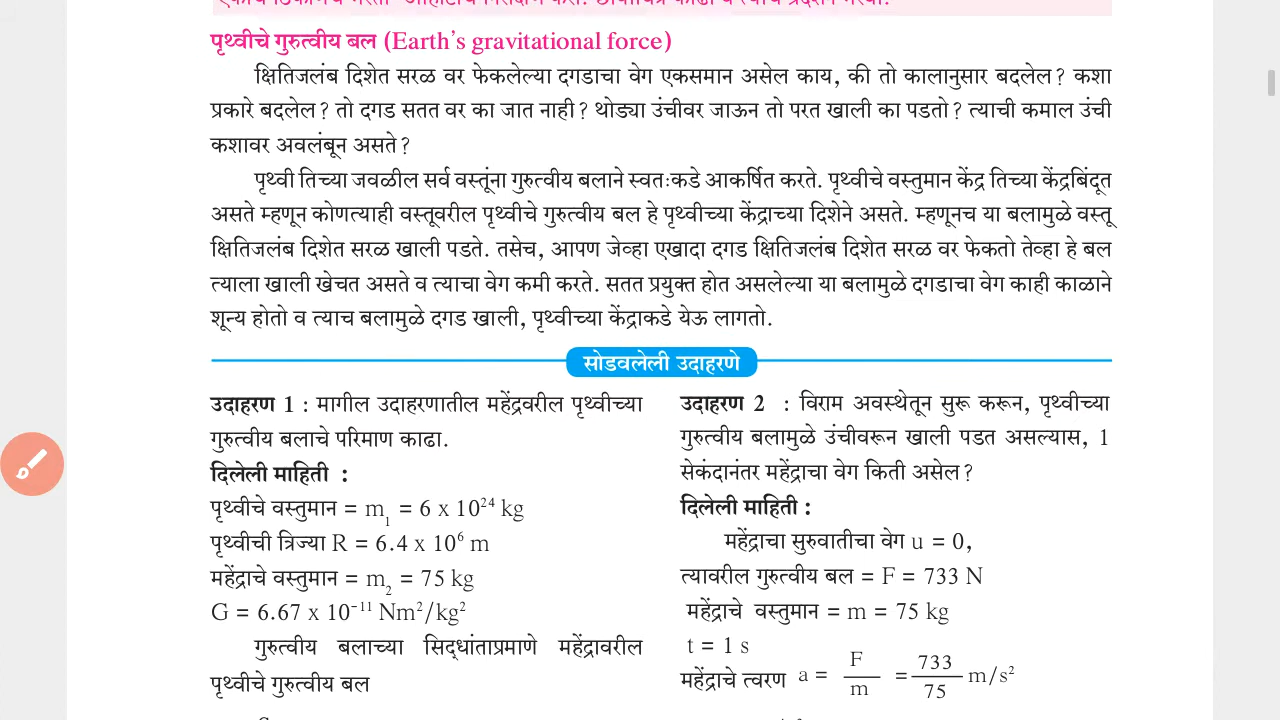 पृथ्वीचे गुरुत्वीय बल (Earth's gravitational force)
क्षितिजलंब दिशेत सरळ वर फेकलेल्या दगडाचा वेग एकसमान असेल काय, की तो कालानुसार बदलेल? कशा
प्रकारे बदलेल? तो दगड सतत वर का जात नाही? थोड्या उंचीवर जाऊन तो परत खाली का पडतो? त्याची कमाल उंची
कशावर अवलंबून असते?
पृथ्वी तिच्या जवळील सर्व वस्तूंना गुरुत्वीय बलाने स्वतःकडे आकर्षित करते. पृथ्वीचे वस्तुमान केंद्र तिच्या केंद्रबिंदूत
असते म्हणून कोणत्याही वस्तूवरील पृथ्वीचे गुरुत्वीय बल हे पृथ्वीच्या केंद्राच्या दिशेने असते. म्हणूनच या बलामुळे वस्तू
क्षितिजलंब दिशेत सरळ खाली पडते. तसेच, आपण जेव्हा एखादा दगड क्षितिजलंब दिशेत सरळ वर फेकतो तेव्हा हे बल
त्याला खाली खेचत असते व त्याचा वेग कमी करते. सतत प्रयुक्त होत असलेल्या या बलामुळे दगडाचा वेग काही काळाने
शून्य होतो व त्याच बलामुळे दगड खाली, पृथ्वीच्या केंद्राकडे येऊ लागतो.
सोडवलेली उदाहरणे
उदाहरण 1 : मागील उदाहरणातील महेंद्रवरील पृथ्वीच्या
गुरुत्वीय बलाचे परिमाण काढा.
दिलेली माहिती :
पृथ्वीचे वस्तुमान = m₁ = 6 x 10²⁴ kg
पृथ्वीची त्रिज्या R = 6.4 x 10⁶ m
महेंद्राचे वस्तुमान = m₂ = 75 kg
G = 6.67 x 10⁻¹¹ Nm²/kg²
गुरुत्वीय बलाच्या सिद्धांताप्रमाणे महेंद्रावरील
पृथ्वीचे गुरुत्वीय बल
उदाहरण 2 : विराम अवस्थेतून सुरू करून, पृथ्वीच्या
गुरुत्वीय बलामुळे उंचीवरून खाली पडत असल्यास, 1
सेकंदानंतर महेंद्राचा वेग किती असेल?
दिलेली माहिती :
महेंद्राचा सुरुवातीचा वेग u = 0,
त्यावरील गुरुत्वीय बल = F = 733 N
महेंद्राचे वस्तुमान = m = 75 kg
t = 1 s
महेंद्राचे त्वरण a = F/m = 733/75 m/s²